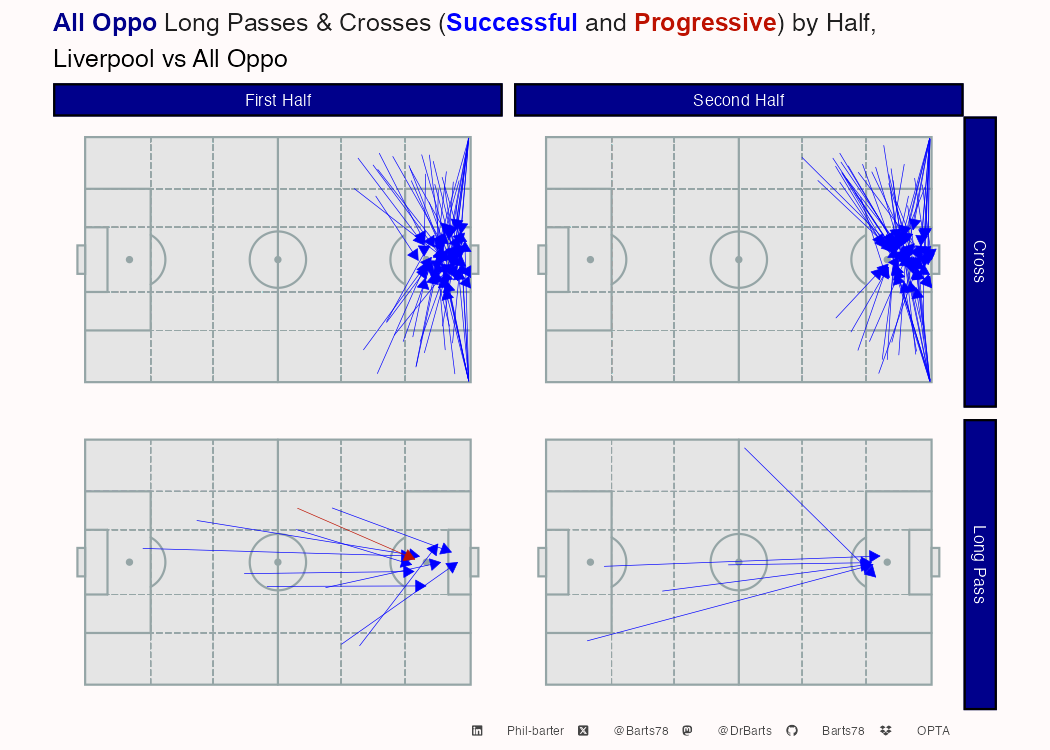 All Oppo Long Passes & Crosses (Successful and Progressive) by Half,
Liverpool vs All Oppo
First Half
Second Half
Cross
Long Pass
Phil-barter @Barts78 @DrBarts Barts78 OPTA